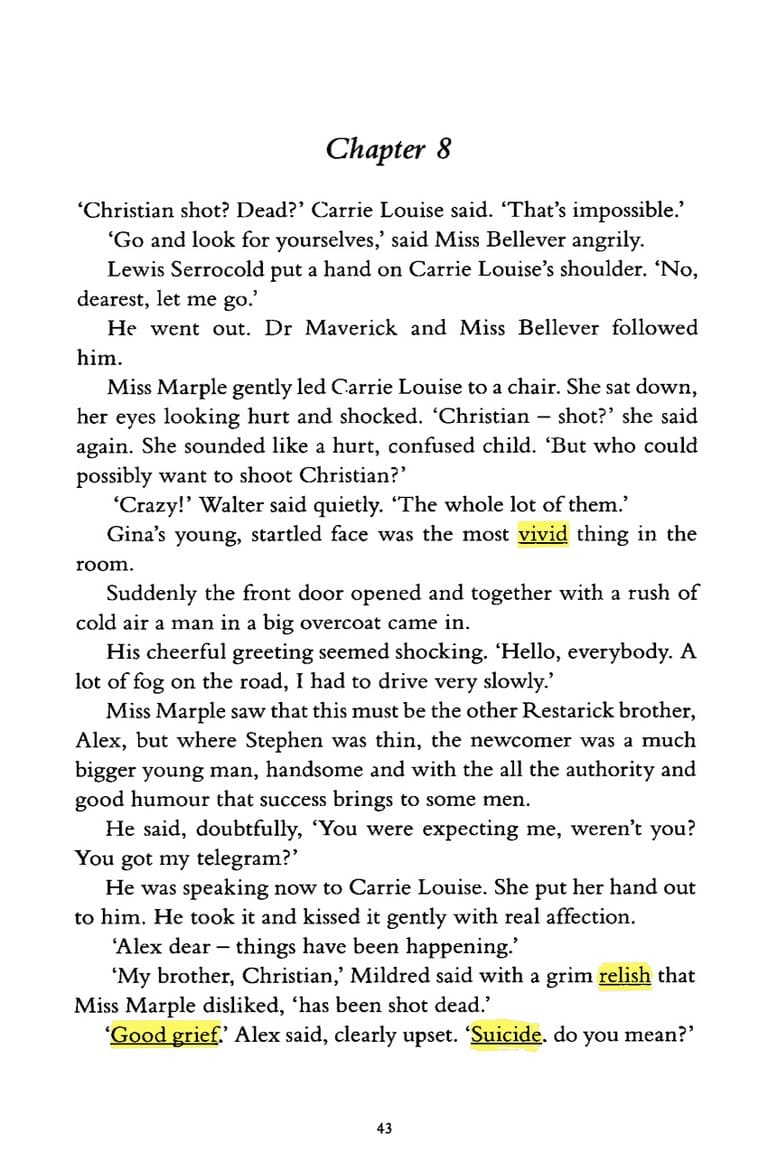 Chapter 8
‘Christian shot? Dead?’ Carrie Louise said. ‘That’s impossible.’
‘Go and look for yourselves,’ said Miss Bellever angrily.
Lewis Serrocold put a hand on Carrie Louise’s shoulder. ‘No,
dearest, let me go.’
He went out. Dr Maverick and Miss Bellever followed
him.
Miss Marple gently led Carrie Louise to a chair. She sat down,
her eyes looking hurt and shocked. ‘Christian – shot?’ she said
again. She sounded like a hurt, confused child. ‘But who could
possibly want to shoot Christian?’
‘Crazy!’ Walter said quietly. ‘The whole lot of them.’
Gina’s young, startled face was the most vivid thing in the
room.
Suddenly the front door opened and together with a rush of
cold air a man in a big overcoat came in.
His cheerful greeting seemed shocking. ‘Hello, everybody. A
lot of fog on the road, I had to drive very slowly.’
Miss Marple saw that this must be the other Restarick brother,
Alex, but where Stephen was thin, the newcomer was a much
bigger young man, handsome and with the all the authority and
good humour that success brings to some men.
He said, doubtfully, ‘You were expecting me, weren’t you?
You got my telegram?’
He was speaking now to Carrie Louise. She put her hand out
to him. He took it and kissed it gently with real affection.
‘Alex dear – things have been happening.’
‘My brother, Christian,’ Mildred said with a grim relish that
Miss Marple disliked, ‘has been shot dead.’
‘Good grief.’ Alex said, clearly upset. ‘Suicide, do you mean?’
43